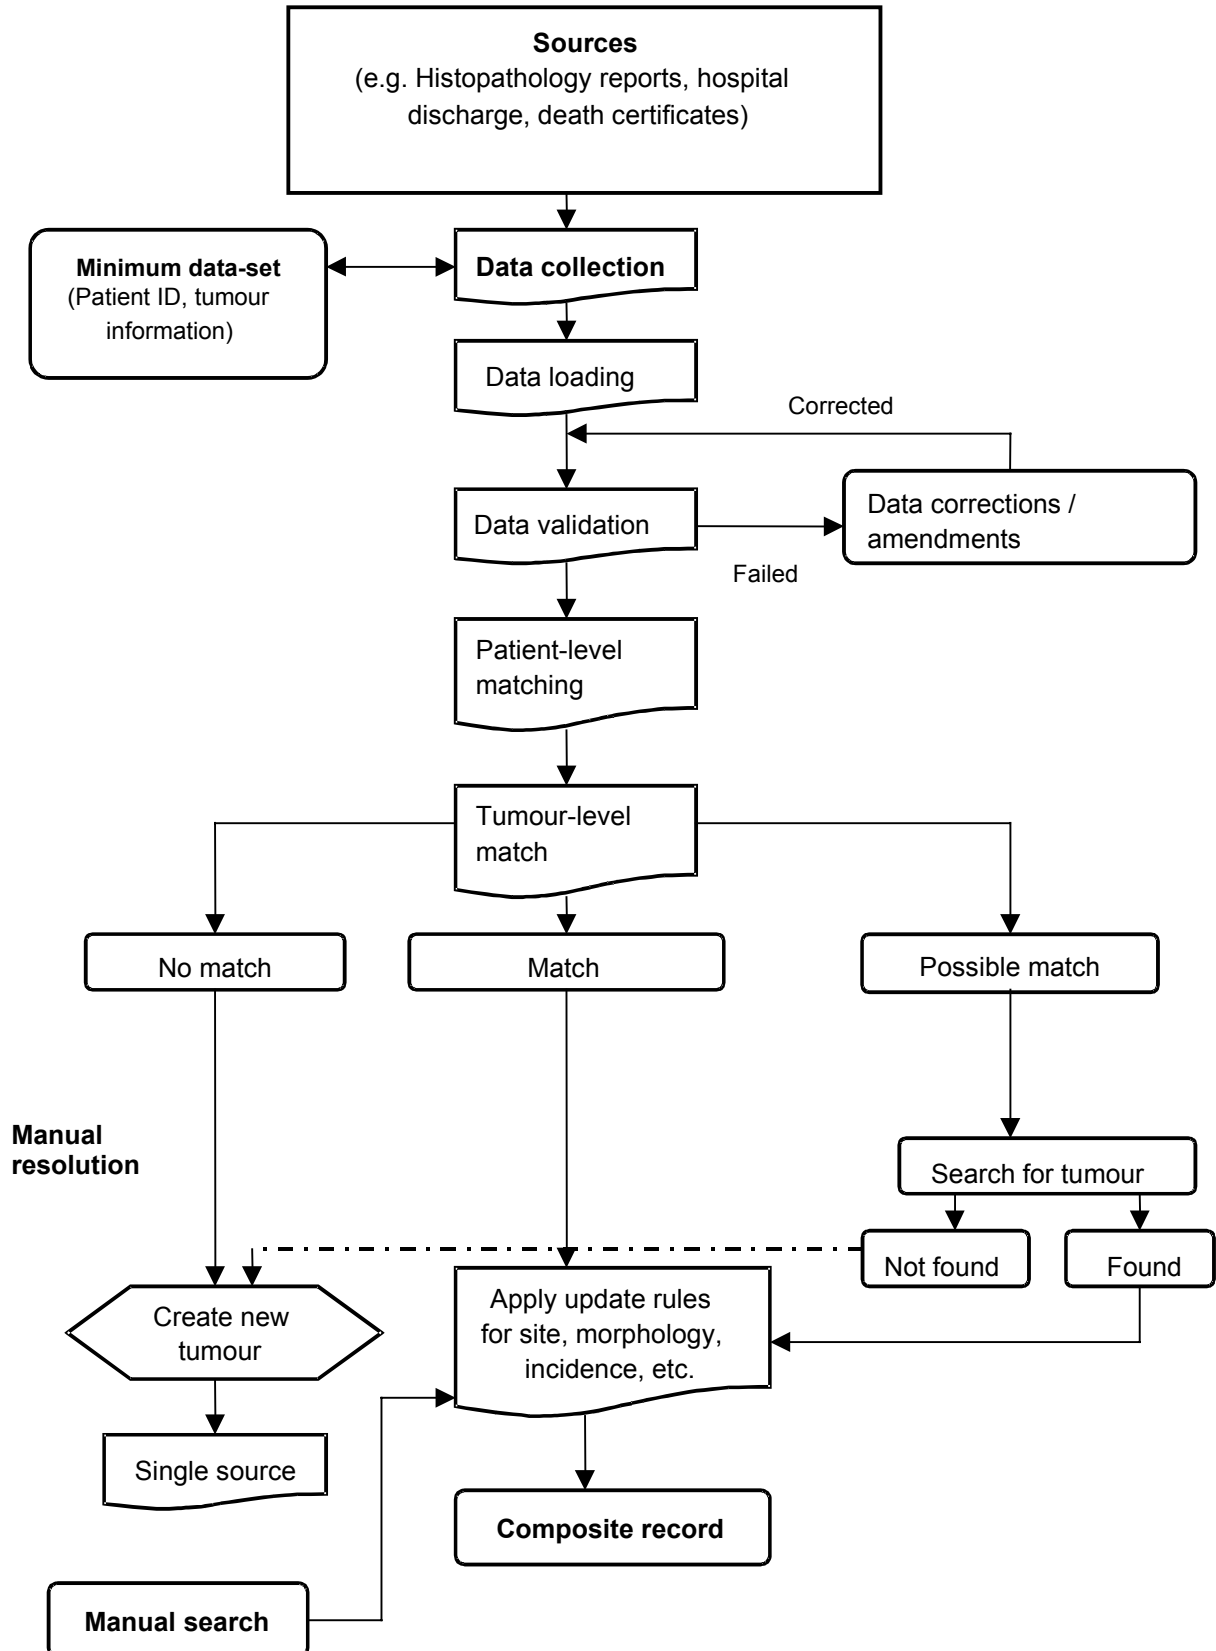 Sources
(e.g. Histopathology reports, hospital
discharge, death certificates)
Minimum data-set
(Patient ID, tumour
information)
Data collection
Data loading
Corrected
Data validation
Data corrections /
amendments
Failed
Patient-level
matching
Tumour-level
match
No match
Match
Possible match
Manual
resolution
Search for tumour
Not found
Found
Create new
tumour
Apply update rules
for site, morphology,
incidence, etc.
Single source
Composite record
Manual search